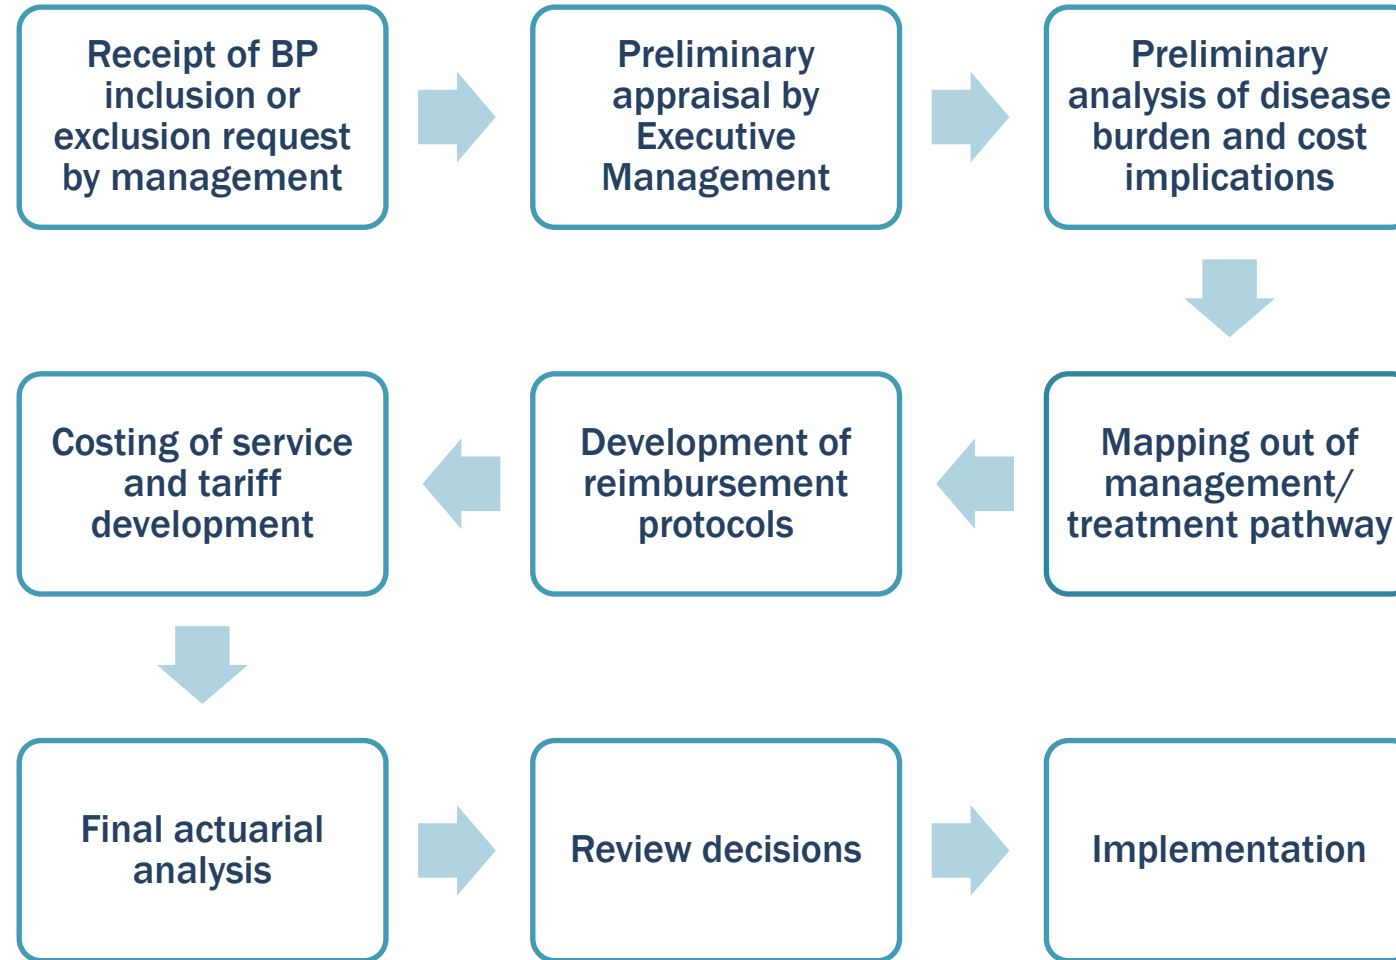 Receipt of BP
inclusion or
exclusion request
by management
Preliminary
appraisal by
Executive
Management
Preliminary
analysis of disease
burden and cost
implications
Mapping out of
management/
treatment pathway
Development of
reimbursement
protocols
Costing of service
and tariff
development
Final actuarial
analysis
Review decisions
Implementation